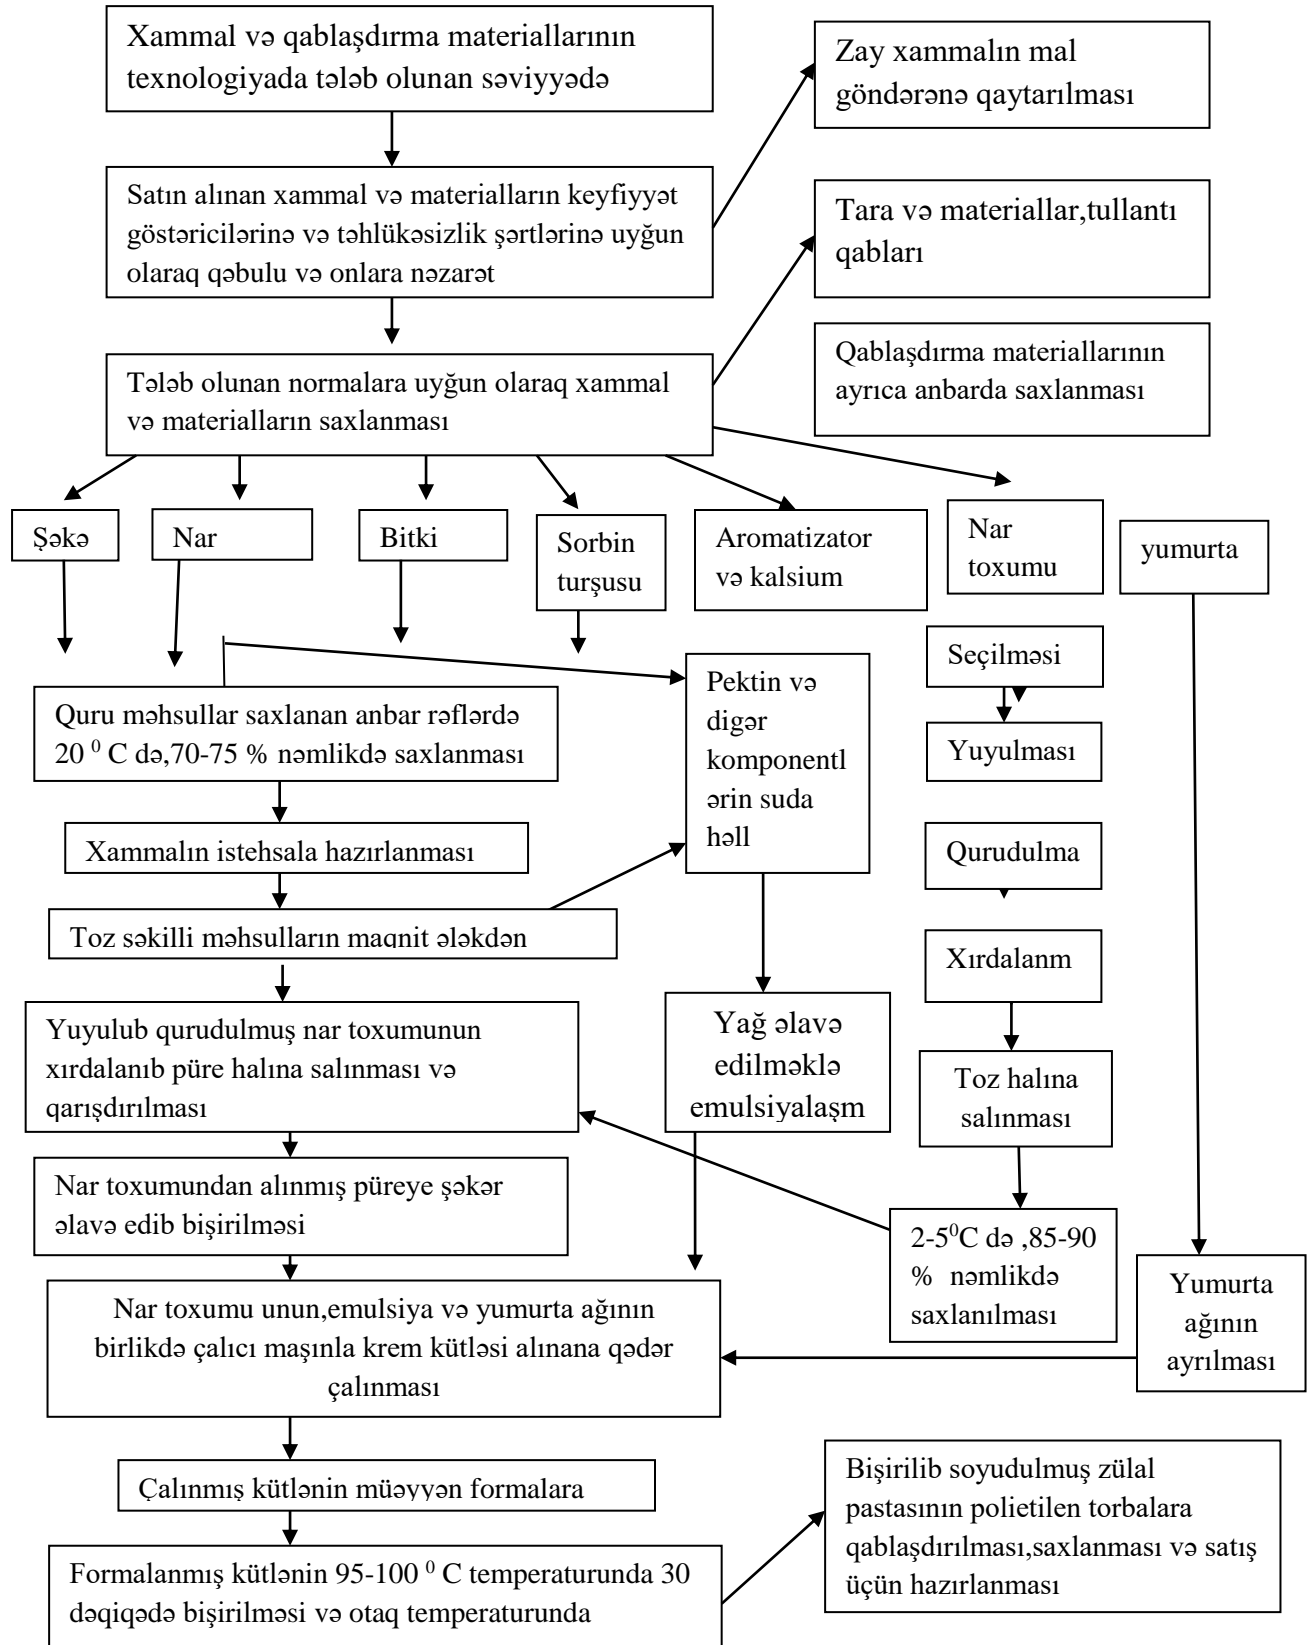 Xammal və qablaşdırma materiallarının
texnologiyada tələb olunan səviyyədə
Zay xammalın mal
göndərənə qaytarılması
Satın alınan xammal və materialların keyfiyyət
göstəricilərinə və təhlükəsizlik şərtlərinə uyğun
olaraq qəbulu və onlara nəzarət
Tara və materiallar,tullantı
qabları
Qablaşdırma materiallarının
ayrıca anbarda saxlanması
Tələb olunan normalara uyğun olaraq xammal
və materialların saxlanması
Şəkə
Nar
Bitki
Sorbin
turşusu
Aromatizator
və kalsium
Nar
toxumu
yumurta
Seçilməsi
Pektin və
digər
komponentl
ərin suda
həll
Quru məhsullar saxlanan anbar rəflərdə
20 ⁰ C də,70-75 % nəmlikdə saxlanması
Yuyulması
Xammalın istehsala hazırlanması
Qurudulma
Toz şəkilli məhsulların maqnit ələkdən
Xırdalanm
Yuyulub qurudulmuş nar toxumunun
xırdalanıb püre halına salınması və
qarışdırılması
Yağ əlavə
edilməklə
emulsiyalaşm
Toz halına
salınması
Nar toxumundan alınmış püreye şəkər
əlavə edib bişirilməsi
2-5⁰C də ,85-90
% nəmlikdə
saxlanılması
Nar toxumu unun,emulsiya və yumurta ağının
birlikdə çalıcı maşınla krem kütləsi alınana qədər
çalınması
Yumurta
ağının
ayrılması
Çalınmış kütlənin müəyyən formalara
Bişirilib soyudulmuş zülal
pastasının polietilen torbalara
qablaşdırılması,saxlanması və satış
üçün hazırlanması
Formalanmış kütlənin 95-100 ⁰ C temperaturunda 30
dəqiqədə bişirilməsi və otaq temperaturunda